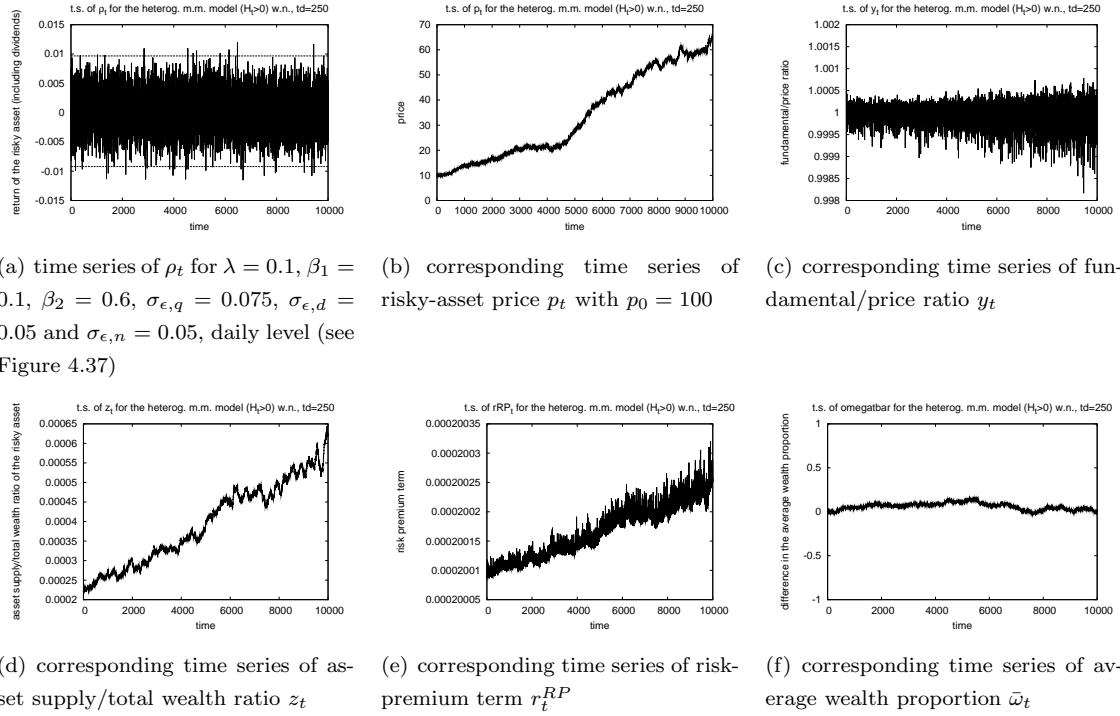 t.s. of ρt for the heterog. m.m. model (Ht>0) w.n., td=250
return of the risky asset (including dividends)
0.015
0.01
0.005
0
-0.005
-0.01
-0.015
0 2000 4000 6000 8000 10000
time
t.s. of pt for the heterog. m.m. model (Ht>0) w.n., td=250
price
70
60
50
40
30
20
10
0
0 1000 2000 3000 4000 5000 6000 7000 8000 9000 10000
time
t.s. of yt for the heterog. m.m. model (Ht>0) w.n., td=250
fundamental/price ratio
1.002
1.0015
1.001
1.0005
1
0.9995
0.999
0.9985
0.998
0 2000 4000 6000 8000 10000
time
(a) time series of ρt for λ = 0.1, β1 =
0.1, β2 = 0.6, σϵ,q = 0.075, σϵ,d =
0.05 and σϵ,n = 0.05, daily level (see
Figure 4.37)
(b) corresponding time series of
risky-asset price pt with p0 = 100
(c) corresponding time series of fun-
damental/price ratio yt
t.s. of zt for the heterog. m.m. model (Ht>0) w.n., td=250
asset supply/total wealth ratio of the risky asset
0.00065
0.0006
0.00055
0.0005
0.00045
0.0004
0.00035
0.0003
0.00025
0.0002
0 2000 4000 6000 8000 10000
time
t.s. of rRPt for the heterog. m.m. model (Ht>0) w.n., td=250
risk premium term
0.00020035
0.0002003
0.00020025
0.0002002
0.00020015
0.0002001
0.00020005
0 2000 4000 6000 8000 10000
time
t.s. of omegatbar for the heterog. m.m. model (Ht>0) w.n., td=250
difference in the average wealth proportion
1
0.5
0
-0.5
-1
0 2000 4000 6000 8000 10000
time
(d) corresponding time series of as-
set supply/total wealth ratio zt
(e) corresponding time series of risk-
premium term rtRP
(f) corresponding time series of av-
erage wealth proportion ω̄t